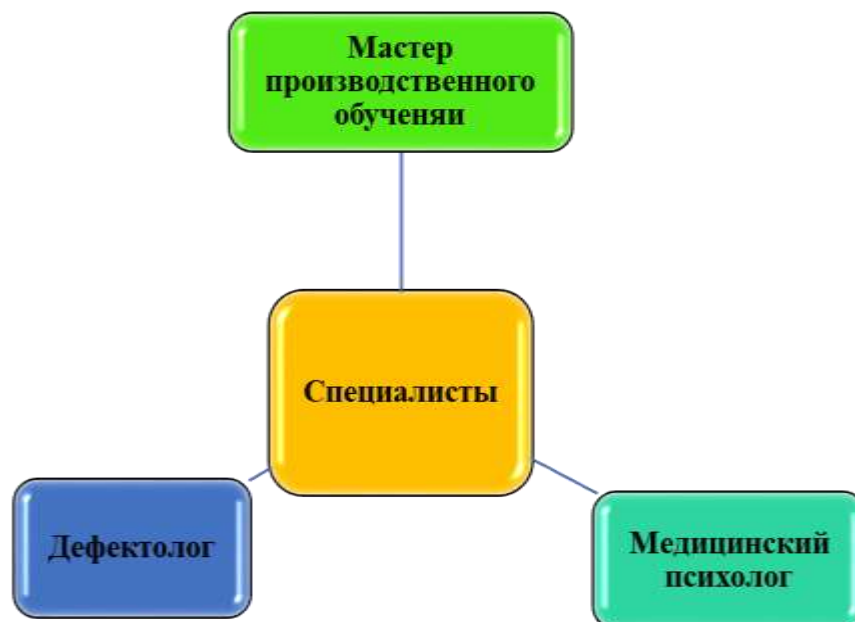 Мастер
производственного
обученяи
Специалисты
Дефектолог
Медицинский
психолог